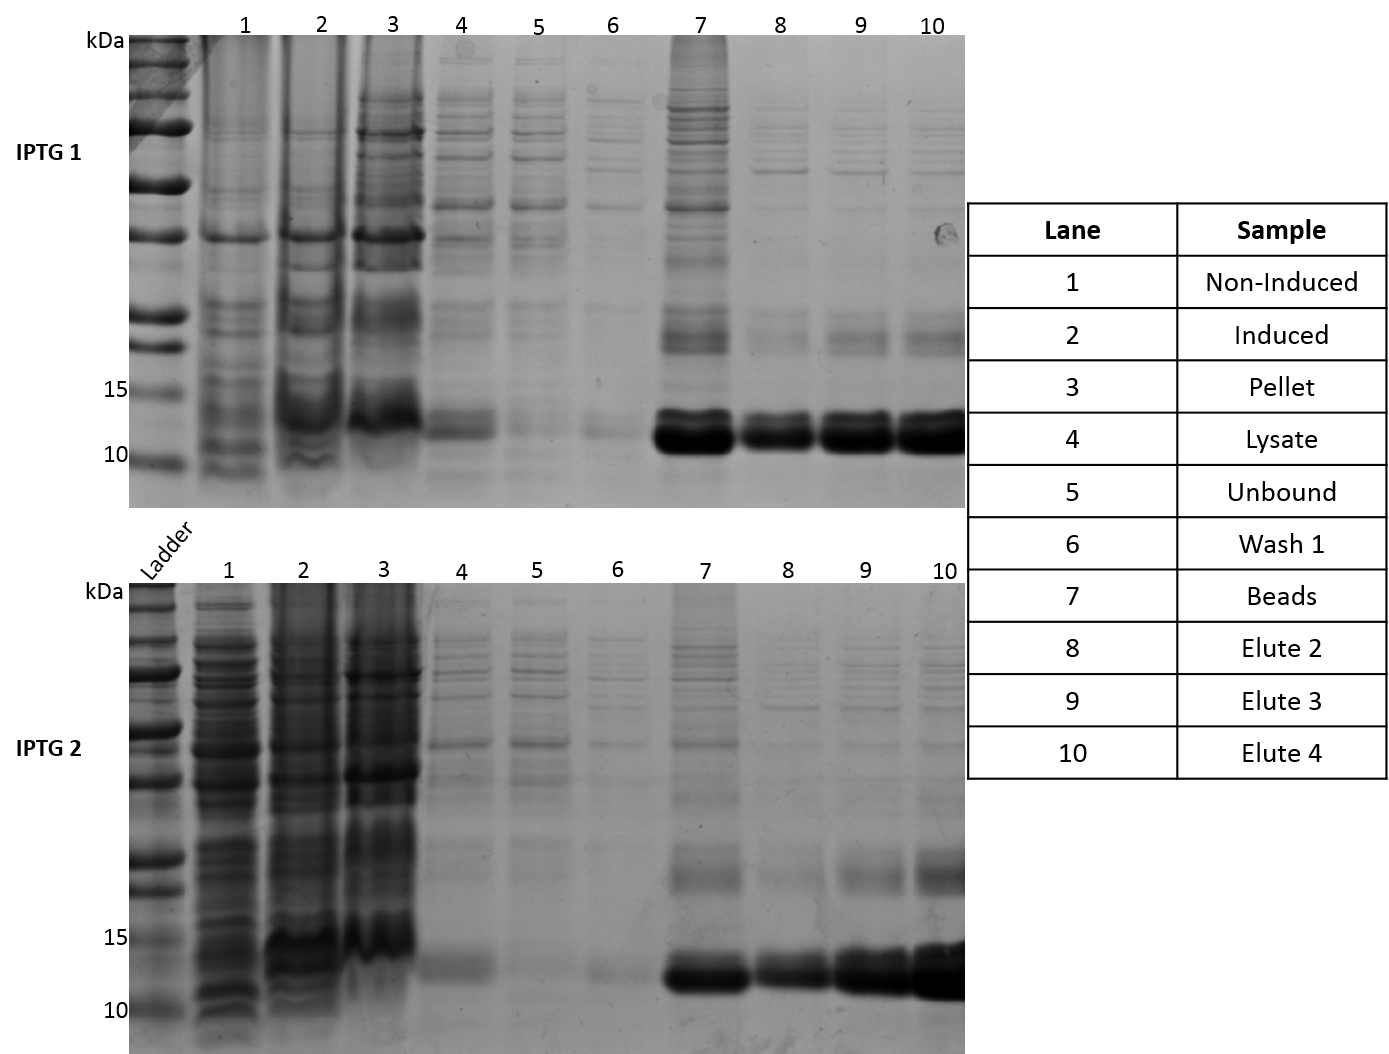 1 2 3 4 5 6 7 8 9 10
kDa
IPTG 1
15
10
Ladder
1 2 3 4 5 6 7 8 9 10
kDa
IPTG 2
15
10
Lane Sample
1 Non-Induced
2 Induced
3 Pellet
4 Lysate
5 Unbound
6 Wash 1
7 Beads
8 Elute 2
9 Elute 3
10 Elute 4